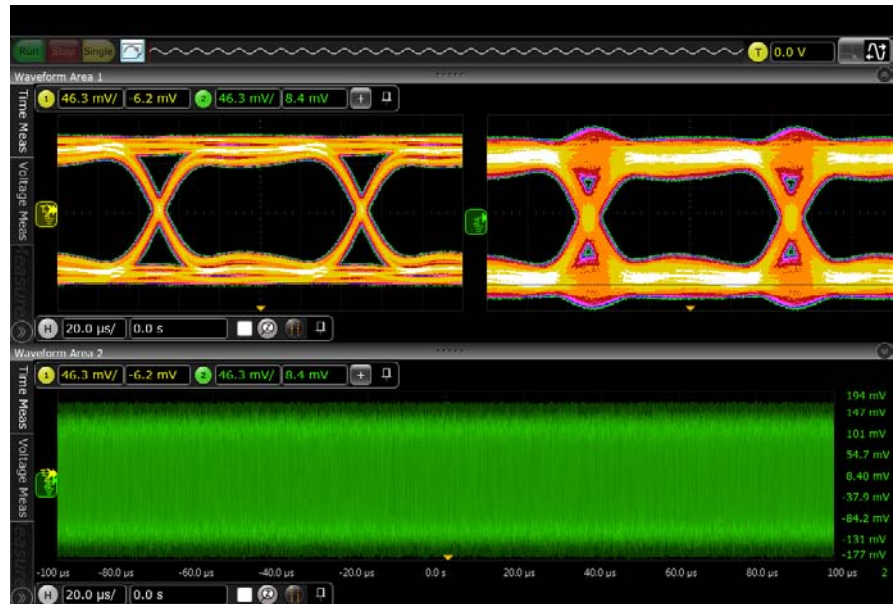 Run Stop Single T 0.0 V
Waveform Area 1
Time Meas
Voltage Meas
1 46.3 mV/ -6.2 mV 2 46.3 mV/ 8.4 mV +
H 20.0 µs/ 0.0 s
Waveform Area 2
Time Meas
Voltage Meas
1 46.3 mV/ -6.2 mV 2 46.3 mV/ 8.4 mV +
194 mV
147 mV
101 mV
54.7 mV
8.40 mV
-37.9 mV
-84.2 mV
-131 mV
-177 mV
-100 µs -80.0 µs -60.0 µs -40.0 µs -20.0 µs 0.0 s 20.0 µs 40.0 µs 60.0 µs 80.0 µs 100 µs 2
H 20.0 µs/ 0.0 s